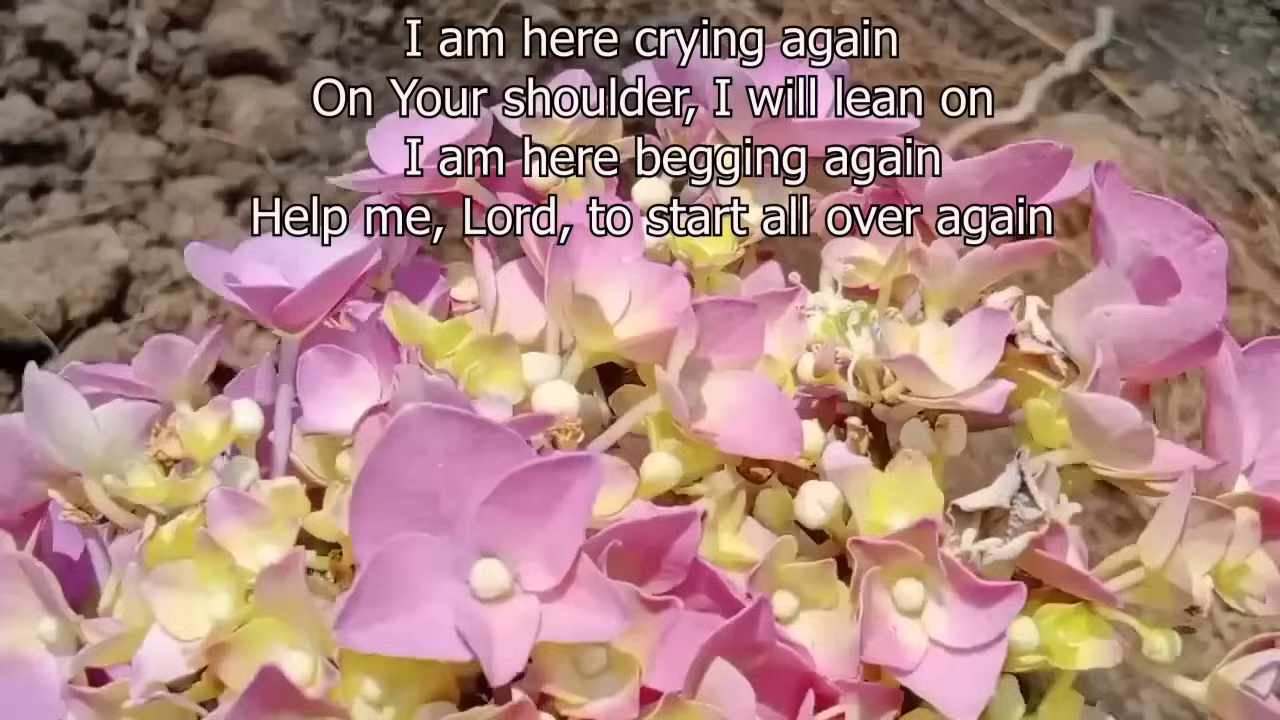 I am here crying again
On Your shoulder, I will lean on
I am here begging again
Help me, Lord, to start all over again